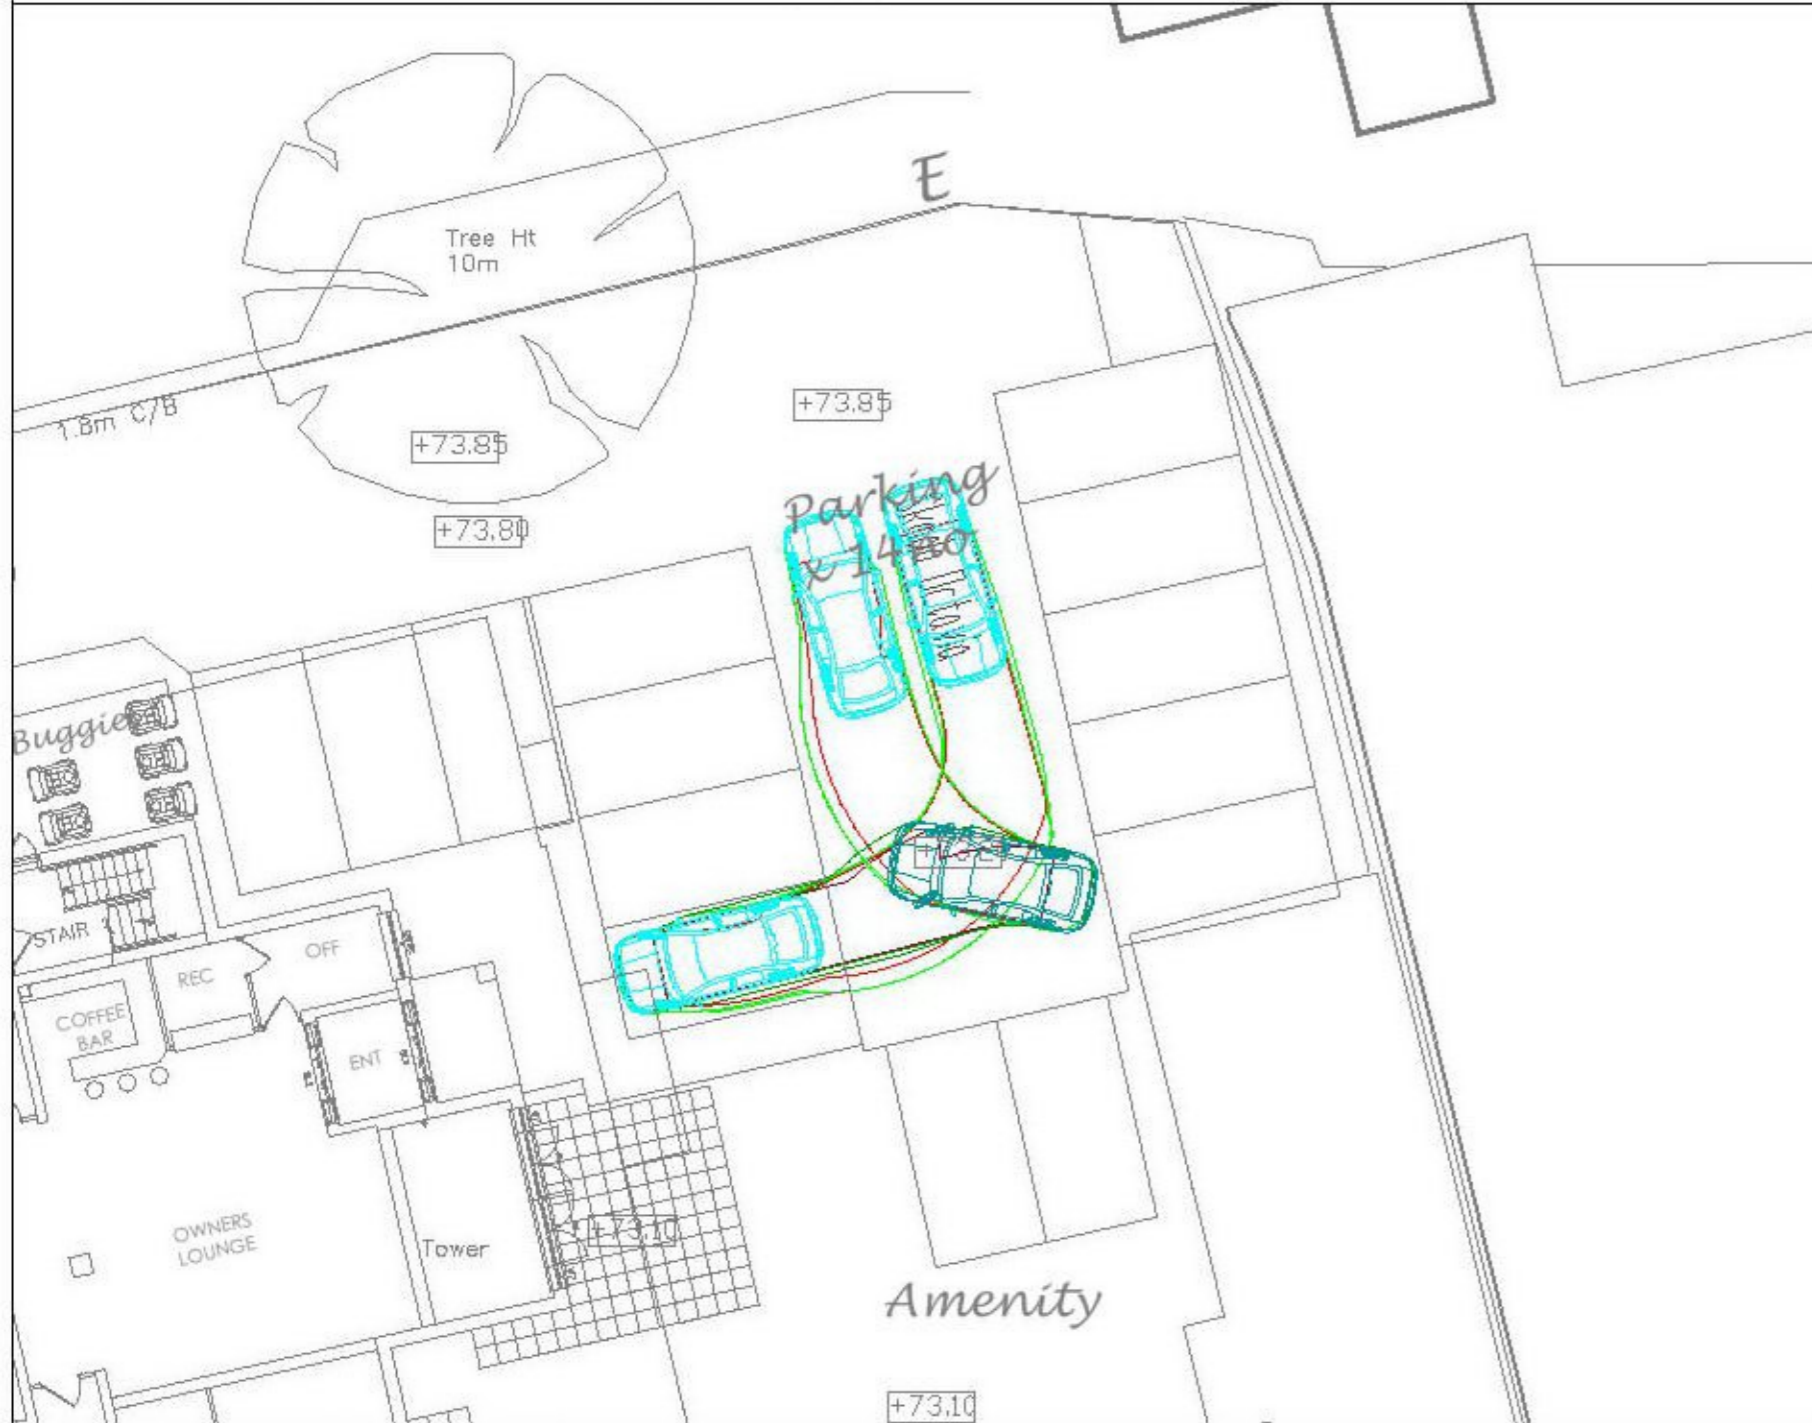 E
Tree Ht
10m
1.8m C/B
+73.85
+73.85
+73.80
Parking
x 14no
Buggies
STAIR 1
OFF
REC
COFFEE
BAR
ENT
OWNERS
LOUNGE
Tower
+73.10
Amenity
+73.10